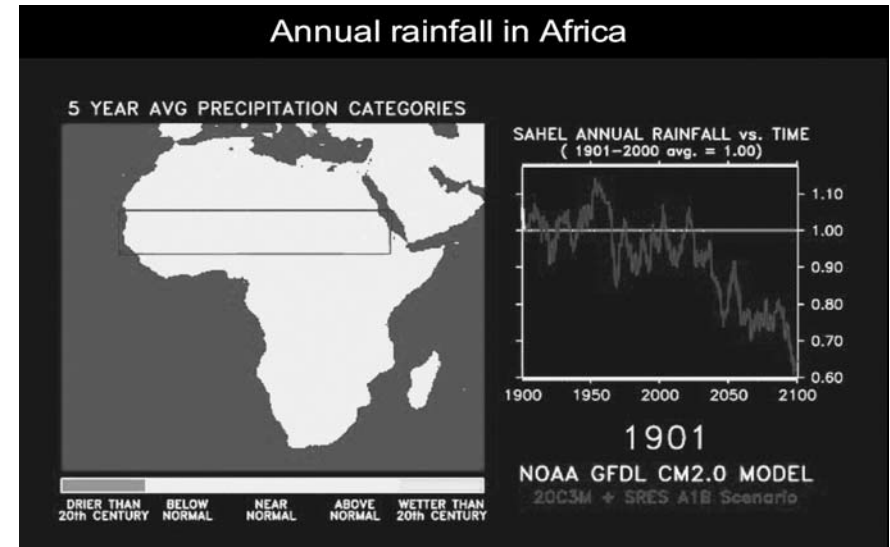 Annual rainfall in Africa
5 YEAR AVG PRECIPITATION CATEGORIES
DRIER THAN
20th CENTURY
BELOW
NORMAL
NEAR
NORMAL
ABOVE
NORMAL
WETTER THAN
20th CENTURY
SAHEL ANNUAL RAINFALL vs. TIME
( 1901-2000 avg. = 1.00)
1.10
1.00
0.90
0.80
0.70
0.60
1900 1950 2000 2050 2100
1901
NOAA GFDL CM2.0 MODEL
20C3M + SRES A1B Scenario